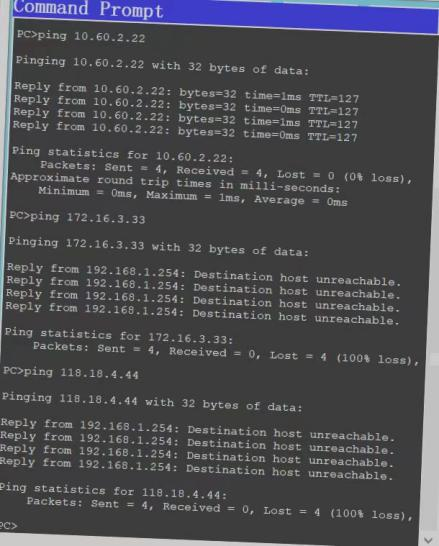 Command Prompt
PC>ping 10.60.2.22
Pinging 10.60.2.22 with 32 bytes of data:
Reply from 10.60.2.22: bytes=32 time=1ms TTL=127
Reply from 10.60.2.22: bytes=32 time=0ms TTL=127
Reply from 10.60.2.22: bytes=32 time=1ms TTL=127
Reply from 10.60.2.22: bytes=32 time=0ms TTL=127
Ping statistics for 10.60.2.22:
Packets: Sent = 4, Received = 4, Lost = 0 (0% loss),
Approximate round trip times in milli-seconds:
Minimum = 0ms, Maximum = 1ms, Average = 0ms
PC>ping 172.16.3.33
Pinging 172.16.3.33 with 32 bytes of data:
Reply from 192.168.1.254: Destination host unreachable.
Reply from 192.168.1.254: Destination host unreachable.
Reply from 192.168.1.254: Destination host unreachable.
Reply from 192.168.1.254: Destination host unreachable.
Ping statistics for 172.16.3.33:
Packets: Sent = 4, Received = 0, Lost = 4 (100% loss),
PC>ping 118.18.4.44
Pinging 118.18.4.44 with 32 bytes of data:
Reply from 192.168.1.254: Destination host unreachable.
Reply from 192.168.1.254: Destination host unreachable.
Reply from 192.168.1.254: Destination host unreachable.
Reply from 192.168.1.254: Destination host unreachable.
Ping statistics for 118.18.4.44:
Packets: Sent = 4, Received = 0, Lost = 4 (100% loss),
PC>